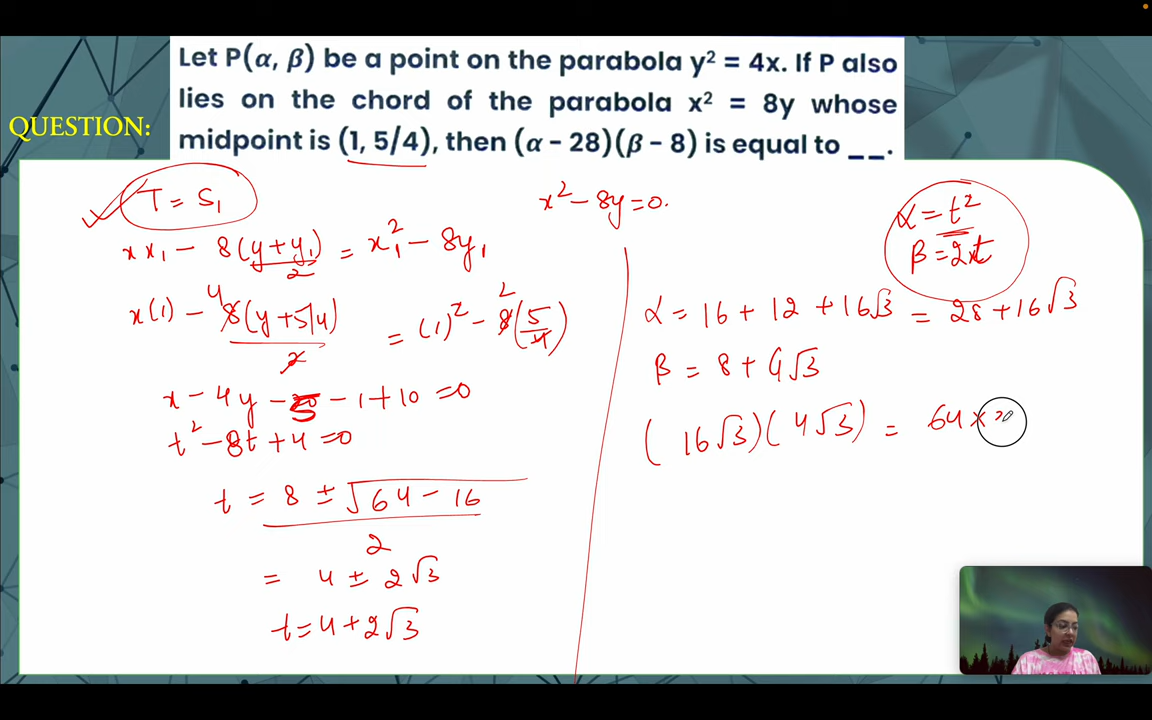 Let P(α, β) be a point on the parabola y² = 4x. If P also
lies on the chord of the parabola x² = 8y whose
QUESTION:
midpoint is (1, 5/4), then (α - 28)(β - 8) is equal to __.
T = S₁
xx₁ - 8(y+y₁)/2 = x₁² - 8y₁
x(1) - 8(y+5/4)/2 4 = (1)² - 8(5/4) 2
x - 4y - 5 - 1 + 10 = 0
t² - 8t + 4 = 0
t = 8 ± √64 - 16 / 2
= 4 ± 2√3
t = 4 + 2√3
x² - 8y = 0.
α = t²
β = 2t
α = 16 + 12 + 16√3 = 28 + 16√3
β = 8 + 4√3
(16√3)(4√3) = 64 ×